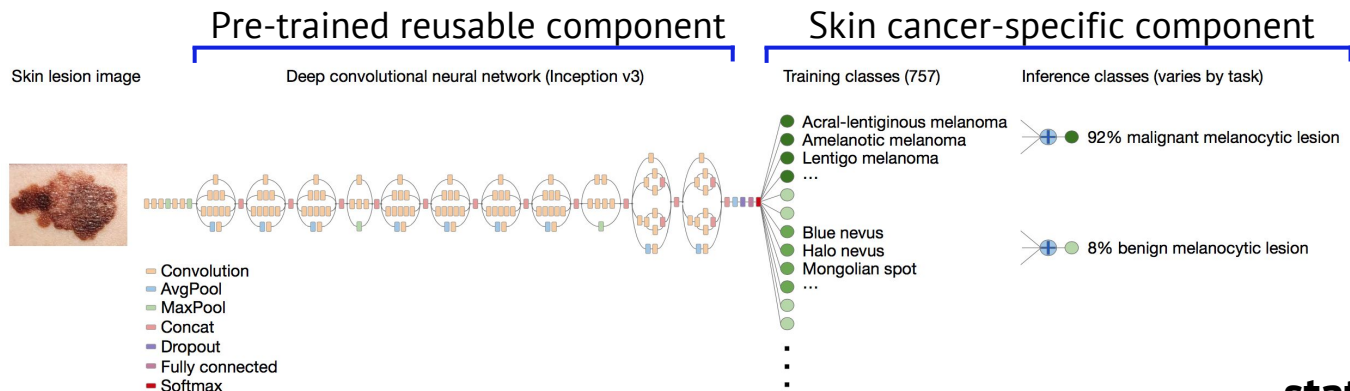 Pre-trained reusable component
Skin cancer-specific component
Skin lesion image
Deep convolutional neural network (Inception v3)
Training classes (757)
Inference classes (varies by task)
Acral-lentiginous melanoma
Amelanotic melanoma
Lentigo melanoma
...
Blue nevus
Halo nevus
Mongolian spot
...
92% malignant melanocytic lesion
8% benign melanocytic lesion
Convolution
AvgPool
MaxPool
Concat
Dropout
Fully connected
Softmax